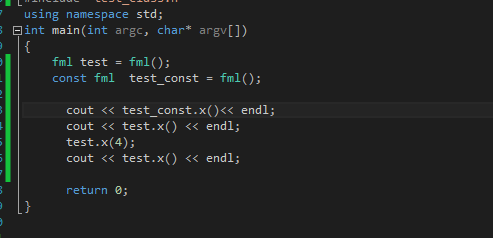 using namespace std;
int main(int argc, char* argv[])
{
fml test = fml();
const fml  test_const = fml();
cout << test_const.x()<< endl;
cout << test.x() << endl;
test.x(4);
cout << test.x() << endl;
return 0;
}